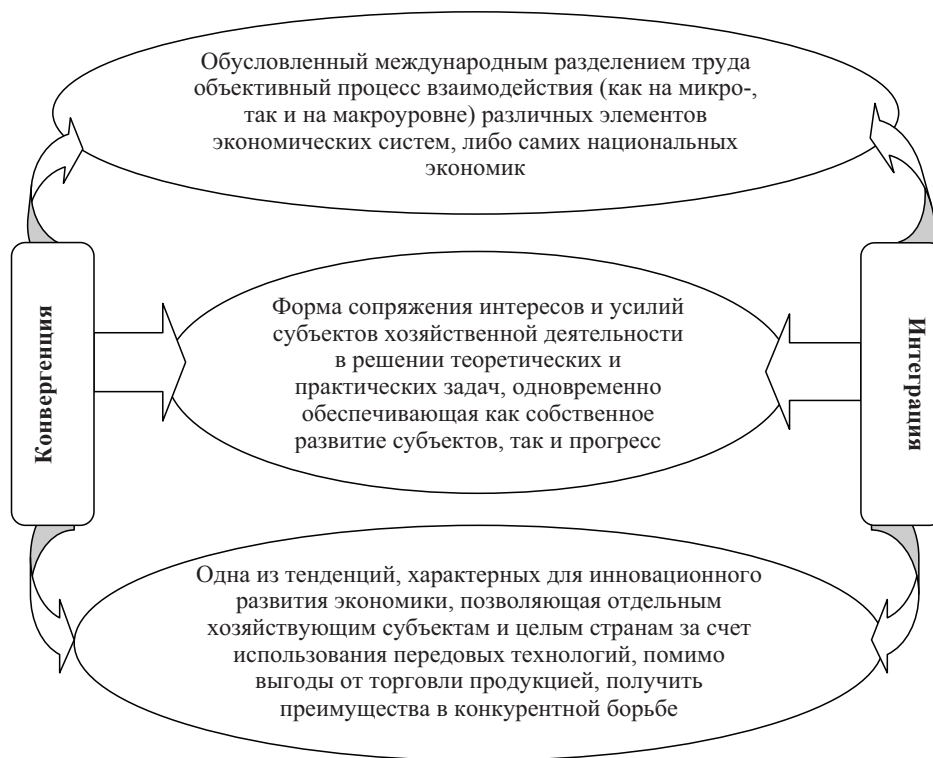 Обусловленный международным разделением труда
объективный процесс взаимодействия (как на микро-,
так и на макроуровне) различных элементов
экономических систем, либо самих национальных
экономик
Конвергенция
Форма сопряжения интересов и усилий
субъектов хозяйственной деятельности
в решении теоретических и
практических задач, одновременно
обеспечивающая как собственное
развитие субъектов, так и прогресс
Интеграция
Одна из тенденций, характерных для инновационного
развития экономики, позволяющая отдельным
хозяйствующим субъектам и целым странам за счет
использования передовых технологий, помимо
выгоды от торговли продукцией, получить
преимущества в конкурентной борьбе